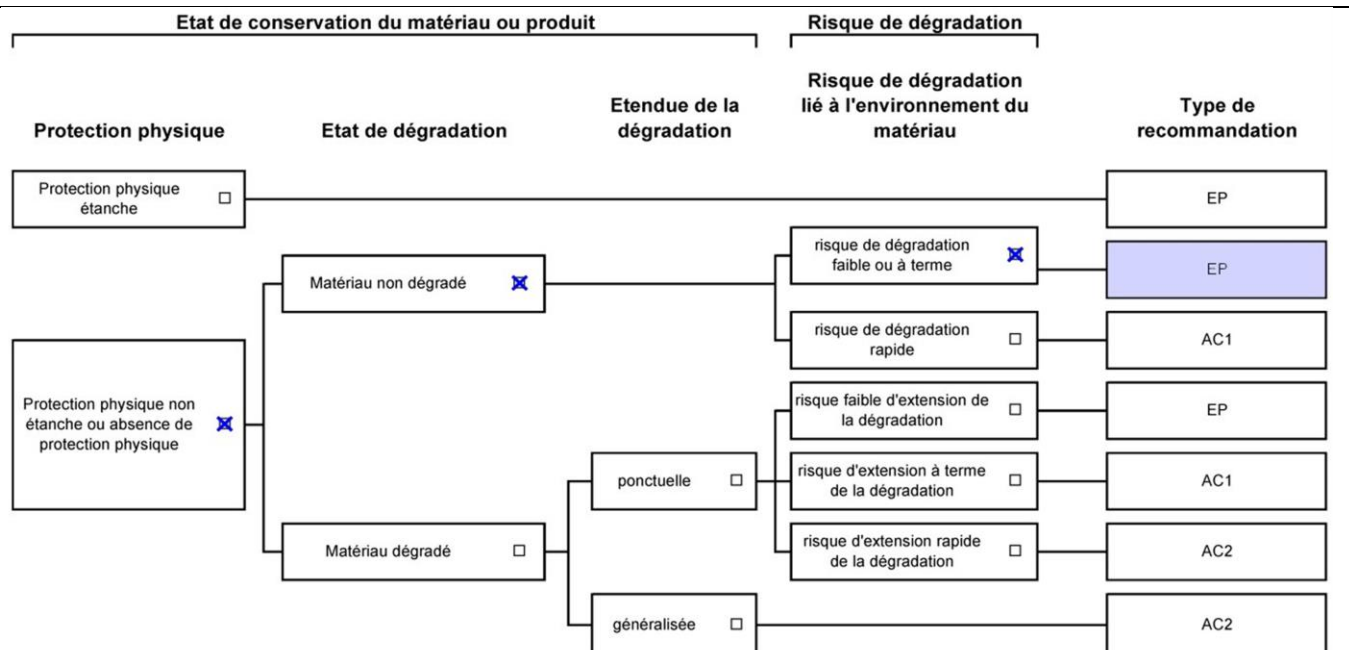 Etat de conservation du matériau ou produit
Risque de dégradation
Protection physique
Etat de dégradation
Etendue de la
dégradation
Risque de dégradation
lié à l'environnement du
matériau
Type de
recommandation
Protection physique
étanche
EP
risque de dégradation
faible ou à terme
EP
Matériau non dégradé
risque de dégradation
rapide
AC1
Protection physique non
étanche ou absence de
protection physique
risque faible d'extension de
la dégradation
EP
ponctuelle
risque d'extension à terme
de la dégradation
AC1
Matériau dégradé
risque d'extension rapide
de la dégradation
AC2
généralisée
AC2